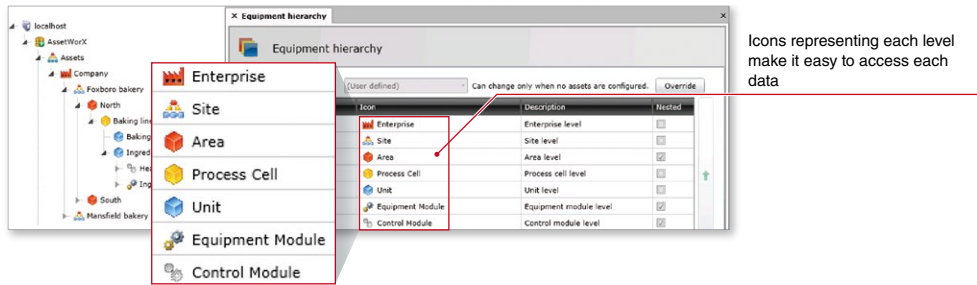 localhost
AssetWorX
Assets
Company
Foxboro bakery
North
Baking line
Baking
Ingred
Hea
Ing
South
Mansfield bakery
× Equipment hierarchy ×
Equipment hierarchy
[User defined] Can change only when no assets are configured. Override
Icon Description Nested
Enterprise Enterprise level
Site Site level
Area Area level
Process Cell Process cell level
Unit Unit level
Equipment Module Equipment module level
Control Module Control module level
Enterprise
Site
Area
Process Cell
Unit
Equipment Module
Control Module
Icons representing each level
make it easy to access each
data